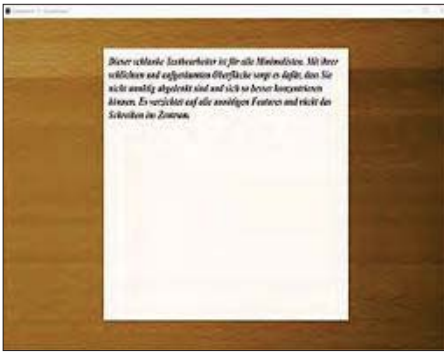 Dieser schlanke Textbearbeiter ist für alle Minimalisten. Mit ihrer
schlichten und aufgeräumten Oberfläche sorgt es dafür, dass Sie
nicht unnötig abgelenkt sind und sich so besser konzentrieren
können. Es verzichtet auf alle unnötigen Features und rückt das
Schreiben ins Zentrum.